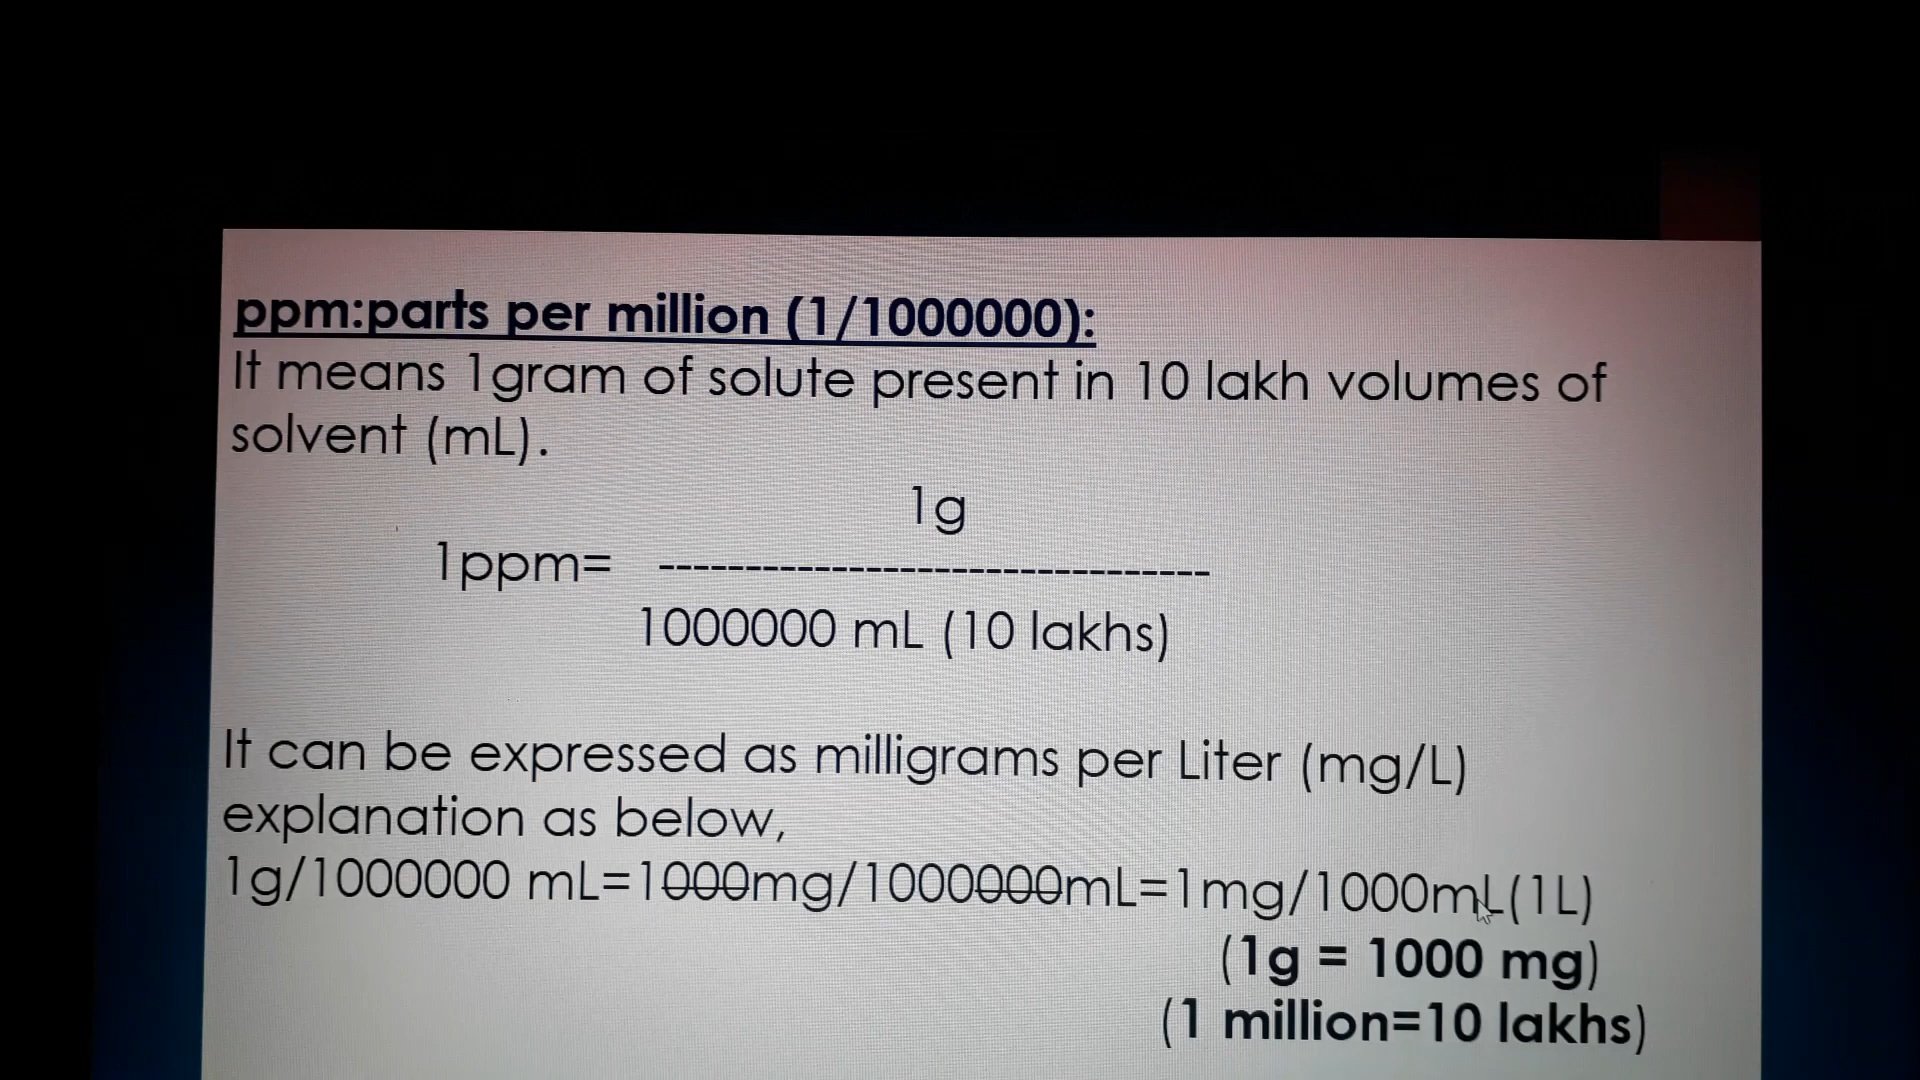 ppm:parts per million (1/1000000):
It means 1gram of solute present in 10 lakh volumes of
solvent (mL).
1g
1ppm= --------------------------------
1000000 mL (10 lakhs)
It can be expressed as milligrams per Liter (mg/L)
explanation as below,
1g/1000000 mL=1000mg/1000000mL=1mg/1000mL(1L)
(1g = 1000 mg)
(1 million=10 lakhs)